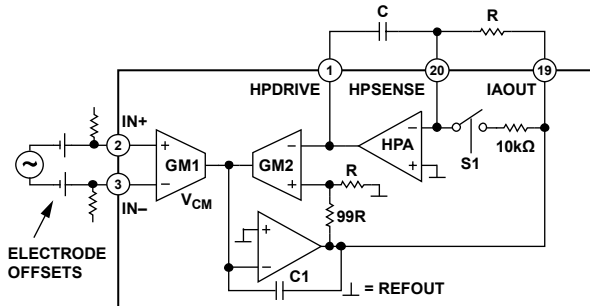 C
R
1
20
19
HPDRIVE
HPSENSE
IAOUT
IN+
2
+
GM1
−
3
IN−
VCM
−
GM2
+
HPA
−
+
S1
10kΩ
R
99R
+
−
C1
= REFOUT
ELECTRODE
OFFSETS